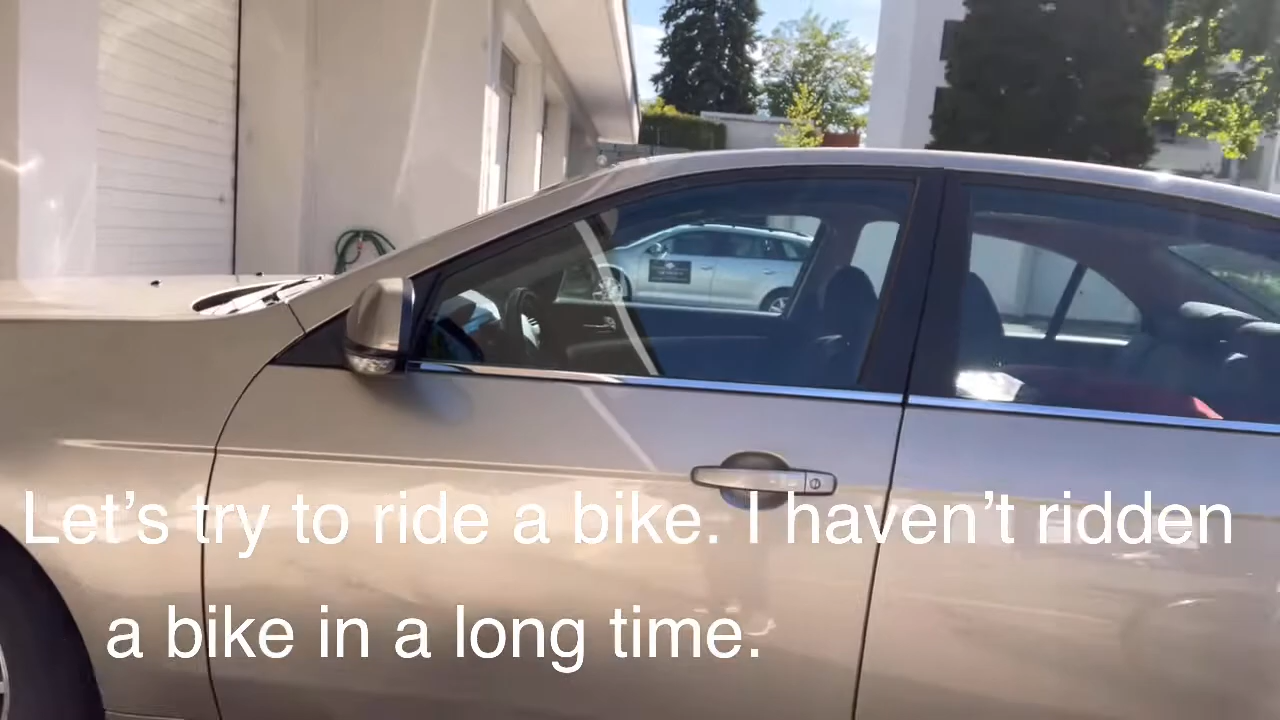 Let’s try to ride a bike. I haven’t ridden
a bike in a long time.